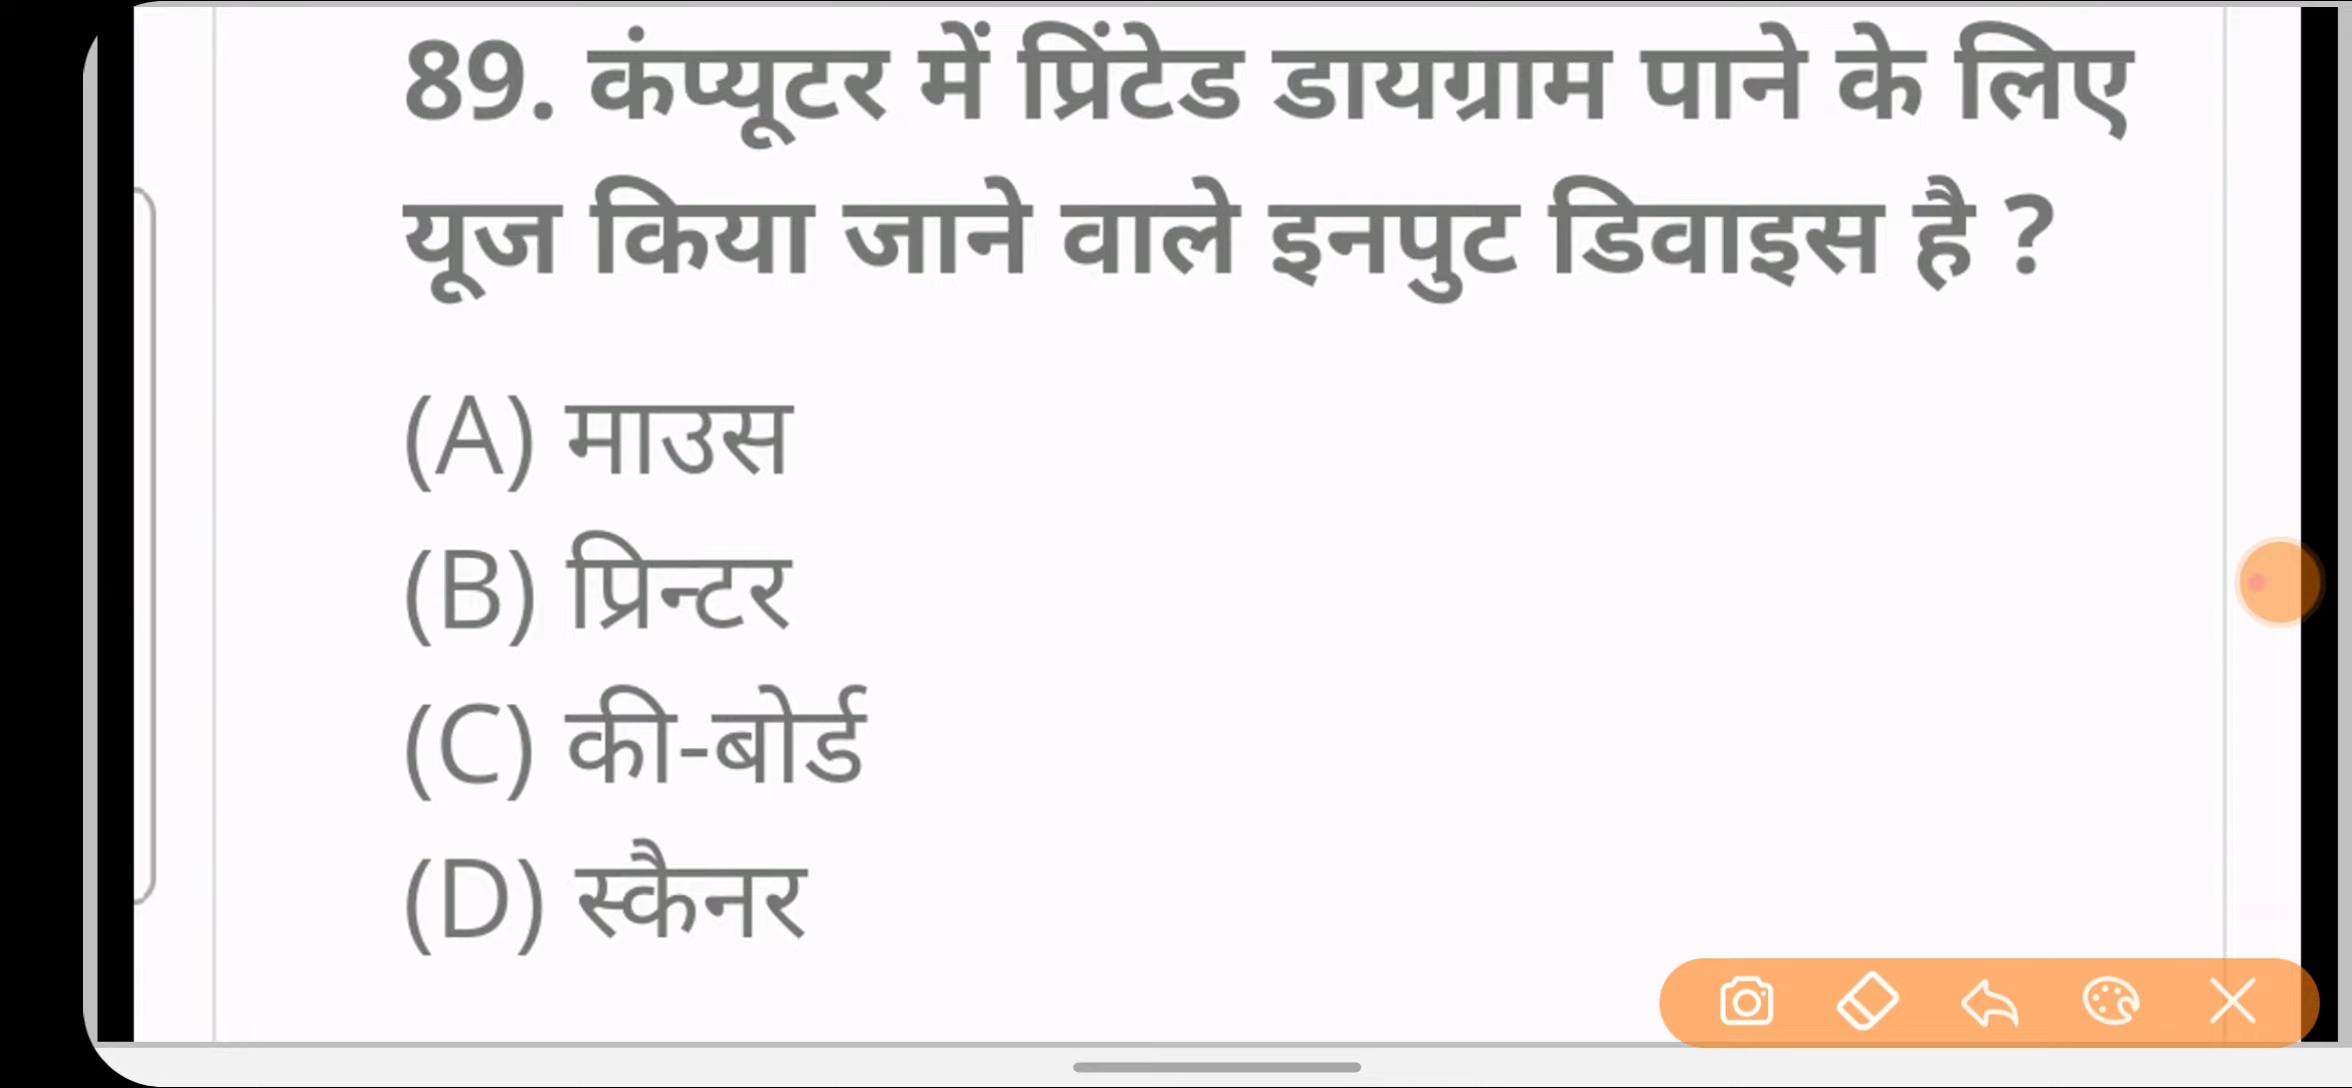 89. कंप्यूटर में प्रिंटेड डायग्राम पाने के लिए
यूज किया जाने वाले इनपुट डिवाइस है ?
(A) माउस
(B) प्रिन्टर
(C) की-बोर्ड
(D) स्कैनर